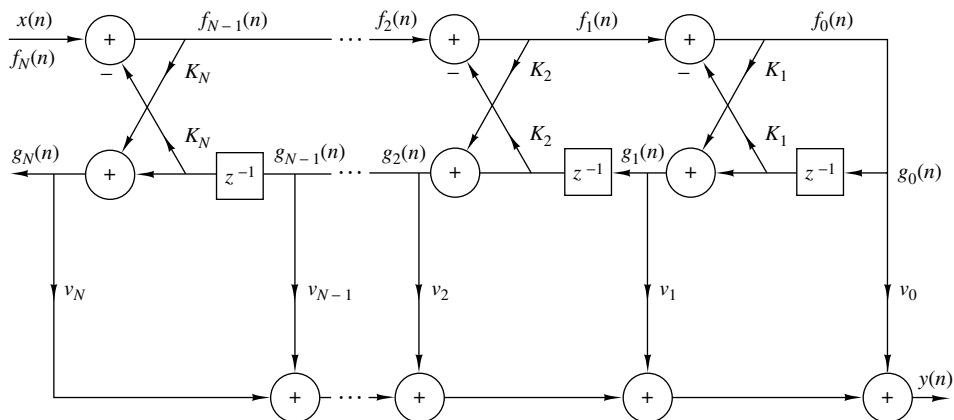 x(n) f_{N−1}(n) ... f_2(n) f_1(n) f_0(n)
+ + +
f_N(n) − − −
K_N K_2 K_1
K_N K_2 K_1
g_N(n) g_{N−1}(n) ... g_2(n) g_1(n)
+ z^{−1} + z^{−1} + z^{−1} g_0(n)
v_N v_{N−1} v_2 v_1 v_0
y(n)
+ ... + + +